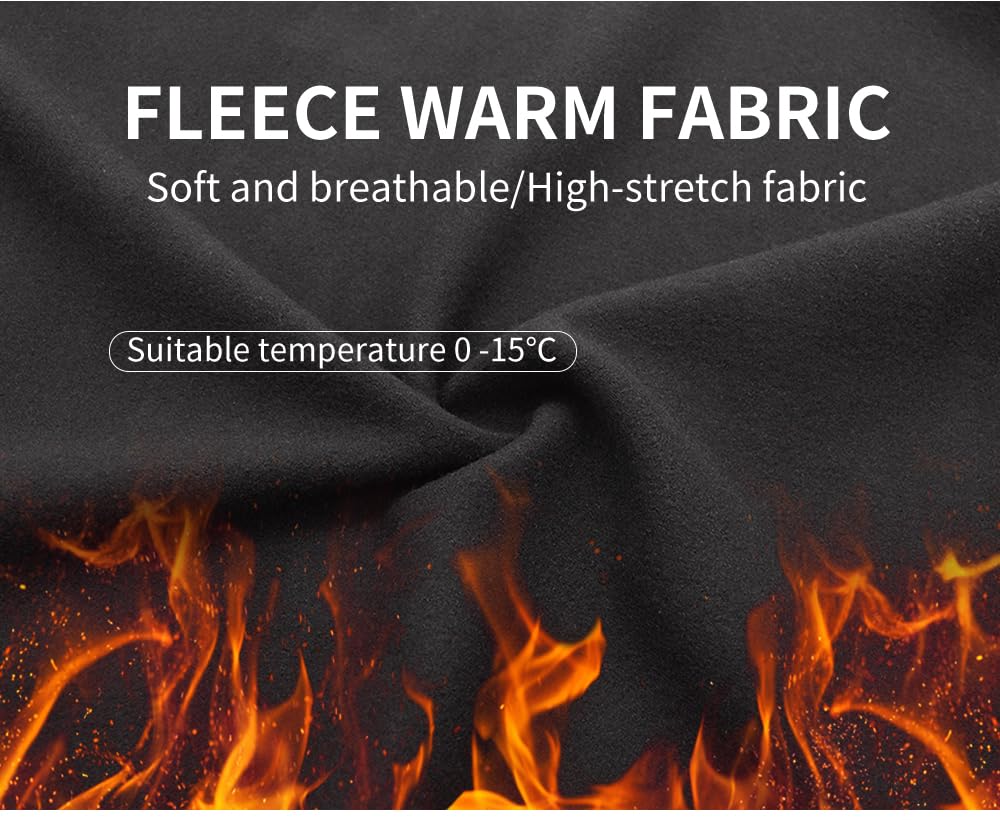 FLEECE WARM FABRIC
Soft and breathable/High-stretch fabric
Suitable temperature 0 -15℃